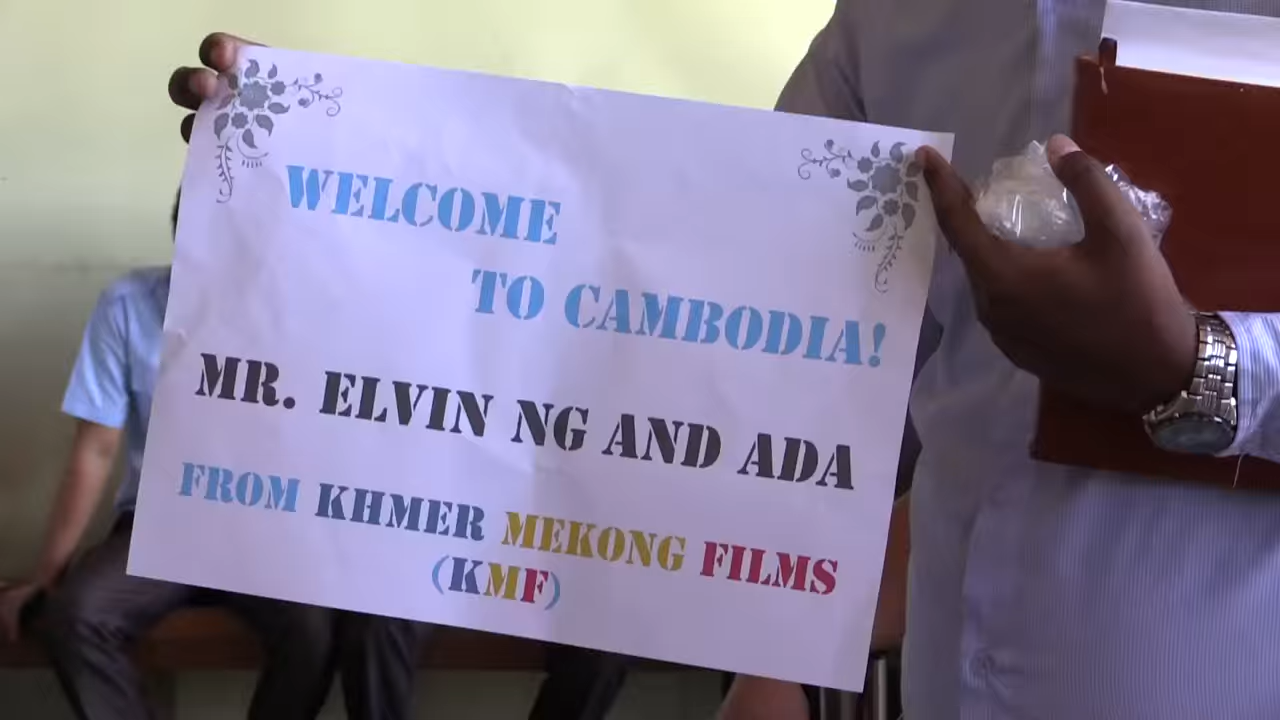 WELCOME
TO CAMBODIA!
MR. ELVIN NG AND ADA
FROM KHMER MEKONG FILMS
(KMF)